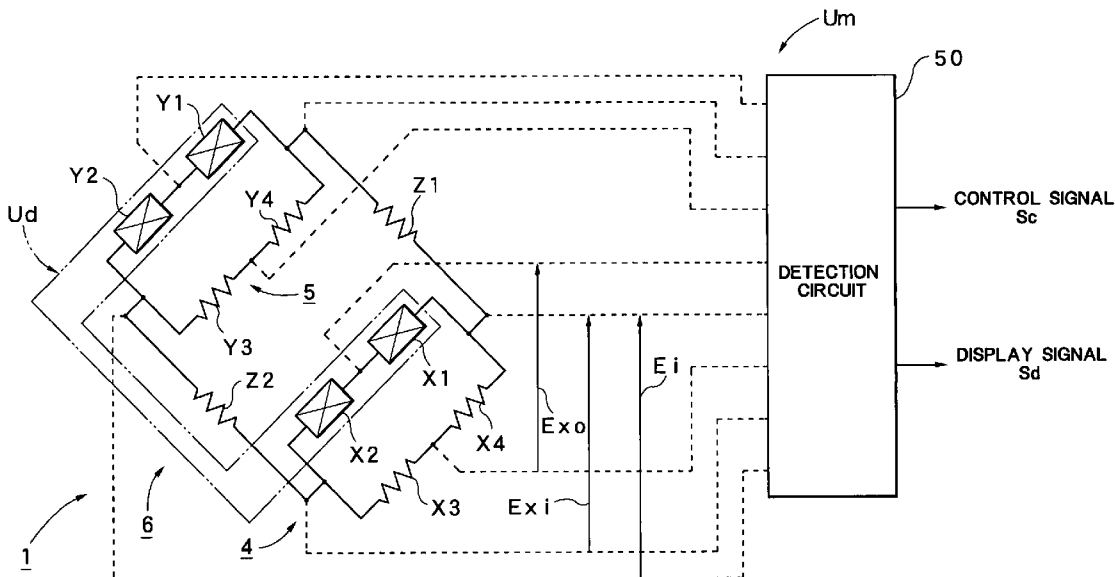 Um
50
Y1
Y2
Ud
Y4
Z1
5
Y3
Z2
X1
X2
X4
X3
Exo
Ei
Exi
6
4
1
DETECTION
CIRCUIT
CONTROL SIGNAL
Sc
DISPLAY SIGNAL
Sd